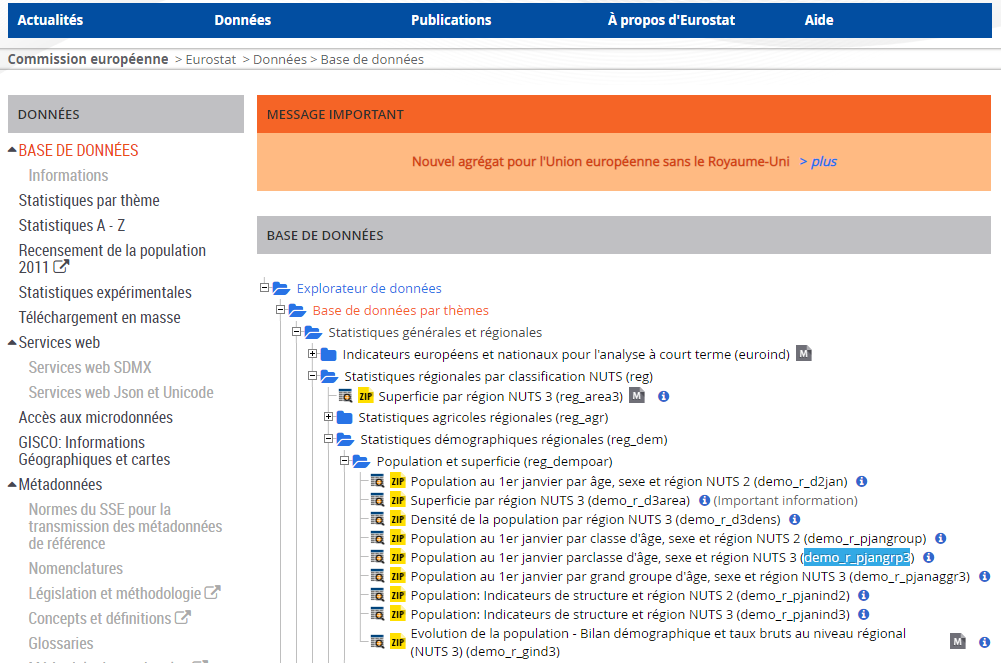 Actualités Données Publications À propos d'Eurostat Aide
Commission européenne > Eurostat > Données > Base de données
DONNÉES
BASE DE DONNÉES
Informations
Statistiques par thème
Statistiques A - Z
Recensement de la population
2011
Statistiques expérimentales
Téléchargement en masse
Services web
Services web SDMX
Services web Json et Unicode
Accès aux microdonnées
GISCO: Informations
Géographiques et cartes
Métadonnées
Normes du SSE pour la
transmission des métadonnées
de référence
Nomenclatures
Législation et méthodologie
Concepts et définitions
Glossaries
MESSAGE IMPORTANT
Nouvel agrégat pour l'Union européenne sans le Royaume-Uni > plus
BASE DE DONNÉES
Explorateur de données
Base de données par thèmes
Statistiques générales et régionales
Indicateurs européens et nationaux pour l'analyse à court terme (euroind) M
Statistiques régionales par classification NUTS (reg)
ZIP Superficie par région NUTS 3 (reg_area3) M i
Statistiques agricoles régionales (reg_agr)
Statistiques démographiques régionales (reg_dem)
Population et superficie (reg_dempoar)
ZIP Population au 1er janvier par âge, sexe et région NUTS 2 (demo_r_d2jan) i
ZIP Superficie par région NUTS 3 (demo_r_d3area) i (Important information)
ZIP Densité de la population par région NUTS 3 (demo_r_d3dens) i
ZIP Population au 1er janvier par classe d'âge, sexe et région NUTS 2 (demo_r_pjangroup) i
ZIP Population au 1er janvier parclasse d'âge, sexe et région NUTS 3 (demo_r_pjangrp3) i
ZIP Population au 1er janvier par grand groupe d'âge, sexe et région NUTS 3 (demo_r_pjanaggr3) i
ZIP Population: Indicateurs de structure et région NUTS 2 (demo_r_pjanind2) i
ZIP Population: Indicateurs de structure et région NUTS 3 (demo_r_pjanind3) i
ZIP Evolution de la population - Bilan démographique et taux bruts au niveau régional M i
(NUTS 3) (demo_r_gind3)